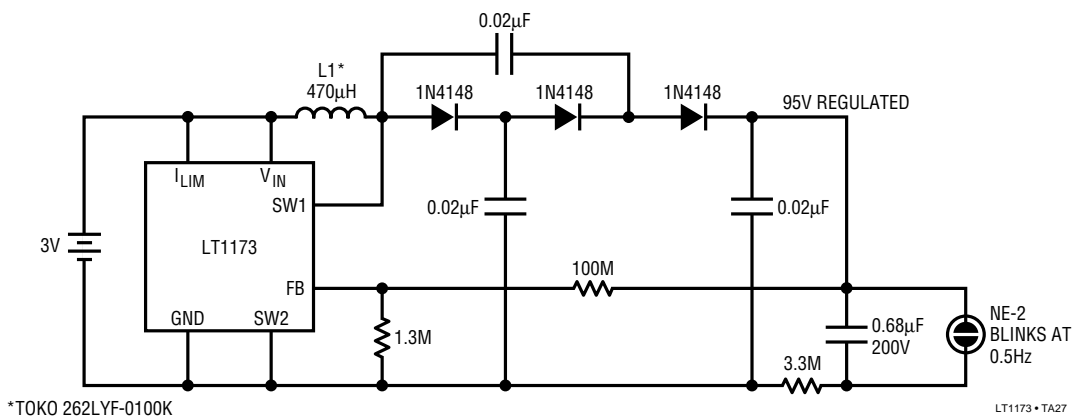 0.02µF
L1*
470µH
1N4148
1N4148
1N4148
95V REGULATED
ILIM
VIN
SW1
0.02µF
0.02µF
3V
LT1173
100M
FB
GND
SW2
1.3M
0.68µF
200V
NE-2
BLINKS AT
0.5Hz
3.3M
*TOKO 262LYF-0100K
LT1173 • TA27